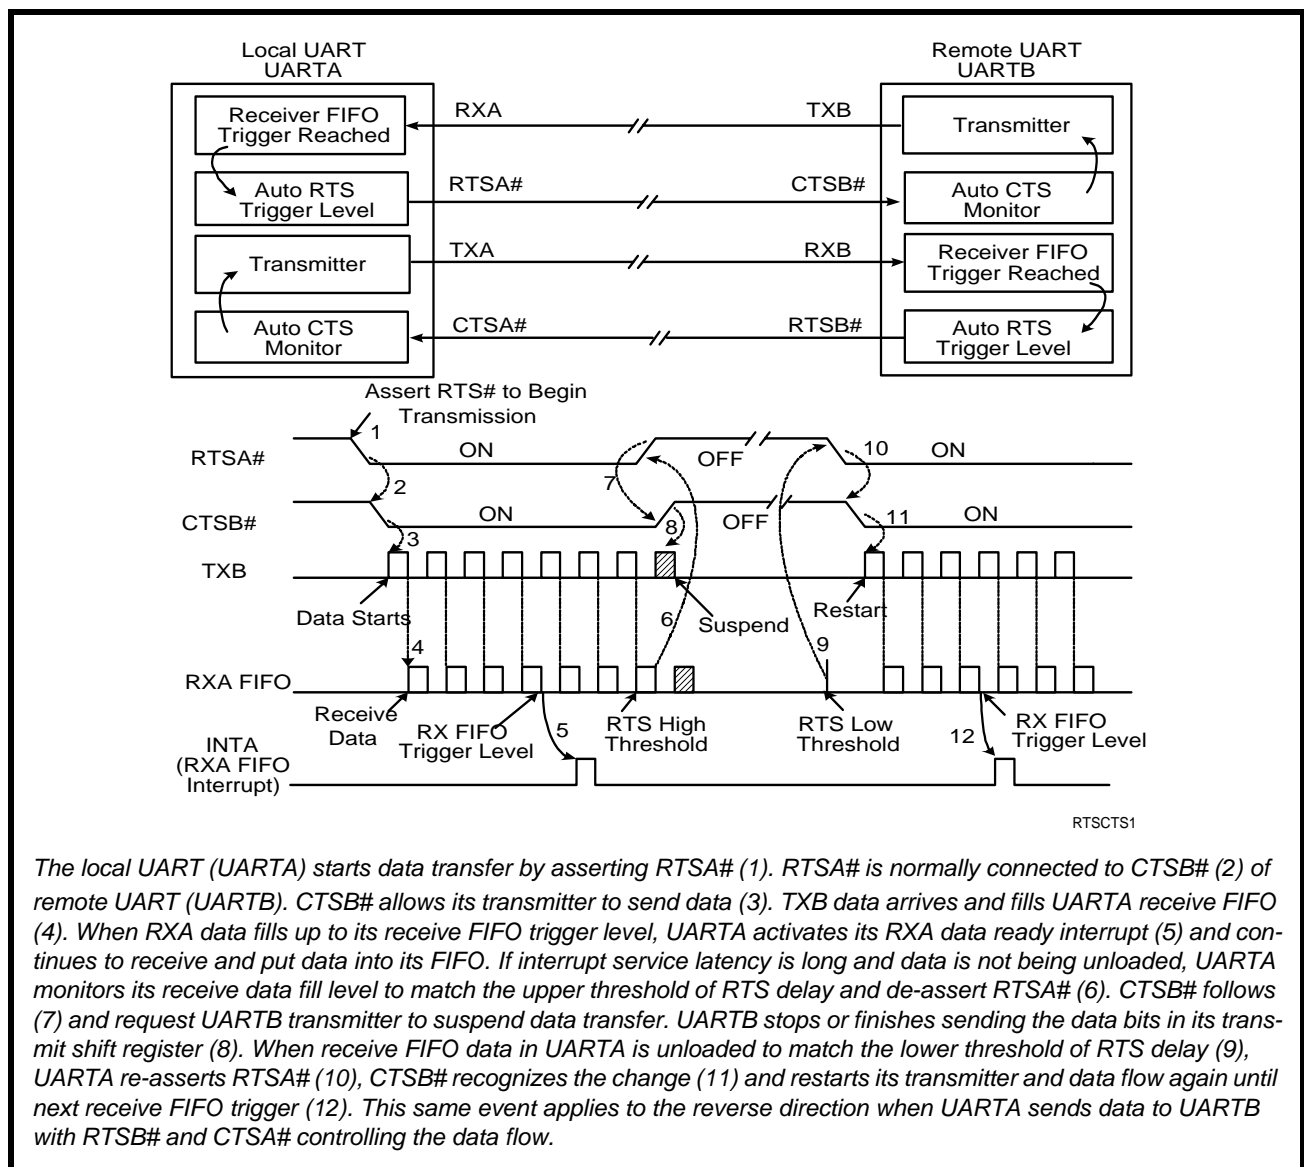 Local UART
UARTA
Remote UART
UARTB
Receiver FIFO
Trigger Reached
RXA
TXB
Transmitter
Auto RTS
Trigger Level
RTSA#
CTSB#
Auto CTS
Monitor
Transmitter
TXA
RXB
Receiver FIFO
Trigger Reached
Auto CTS
Monitor
CTSA#
RTSB#
Auto RTS
Trigger Level
Assert RTS# to Begin
Transmission
1
RTSA#
ON
7
OFF
10
ON
2
CTSB#
ON
8
OFF
11
ON
3
TXB
Data Starts
6
Suspend
Restart
4
9
RXA FIFO
Receive
Data
RX FIFO
Trigger Level
5
RTS High
Threshold
RTS Low
Threshold
12
RX FIFO
Trigger Level
INTA
(RXA FIFO
Interrupt)
RTSCTS1
The local UART (UARTA) starts data transfer by asserting RTSA# (1). RTSA# is normally connected to CTSB# (2) of
remote UART (UARTB). CTSB# allows its transmitter to send data (3). TXB data arrives and fills UARTA receive FIFO
(4). When RXA data fills up to its receive FIFO trigger level, UARTA activates its RXA data ready interrupt (5) and con-
tinues to receive and put data into its FIFO. If interrupt service latency is long and data is not being unloaded, UARTA
monitors its receive data fill level to match the upper threshold of RTS delay and de-assert RTSA# (6). CTSB# follows
(7) and request UARTB transmitter to suspend data transfer. UARTB stops or finishes sending the data bits in its trans-
mit shift register (8). When receive FIFO data in UARTA is unloaded to match the lower threshold of RTS delay (9),
UARTA re-asserts RTSA# (10), CTSB# recognizes the change (11) and restarts its transmitter and data flow again until
next receive FIFO trigger (12). This same event applies to the reverse direction when UARTA sends data to UARTB
with RTSB# and CTSA# controlling the data flow.